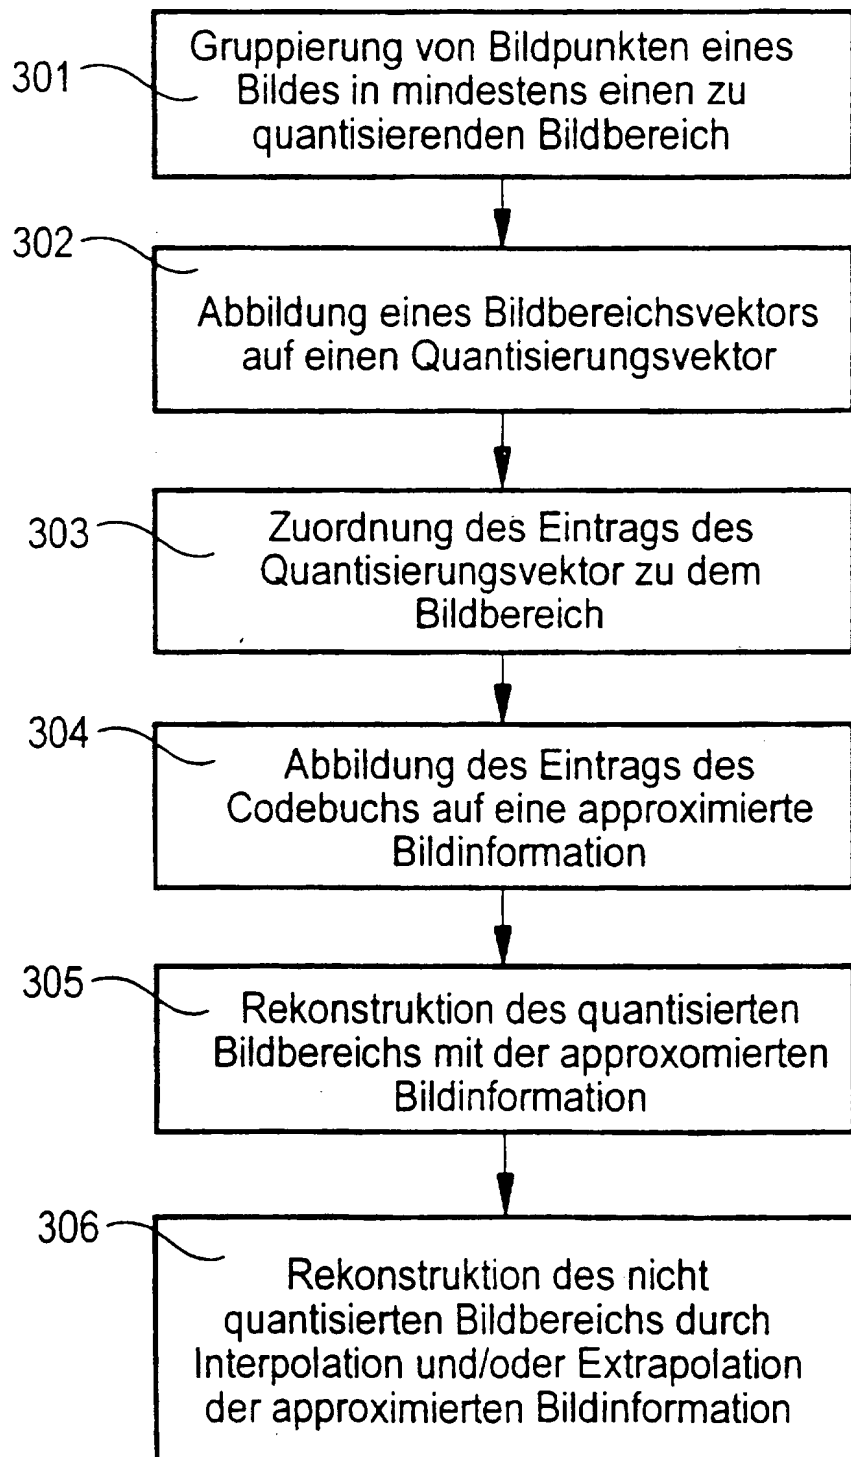 301
Gruppierung von Bildpunkten eines
Bildes in mindestens einen zu
quantisierenden Bildbereich
302
Abbildung eines Bildbereichsvektors
auf einen Quantisierungsvektor
303
Zuordnung des Eintrags des
Quantisierungsvektor zu dem
Bildbereich
304
Abbildung des Eintrags des
Codebuchs auf eine approximierte
Bildinformation
305
Rekonstruktion des quantisierten
Bildbereichs mit der approxomierten
Bildinformation
306
Rekonstruktion des nicht
quantisierten Bildbereichs durch
Interpolation und/oder Extrapolation
der approximierten Bildinformation